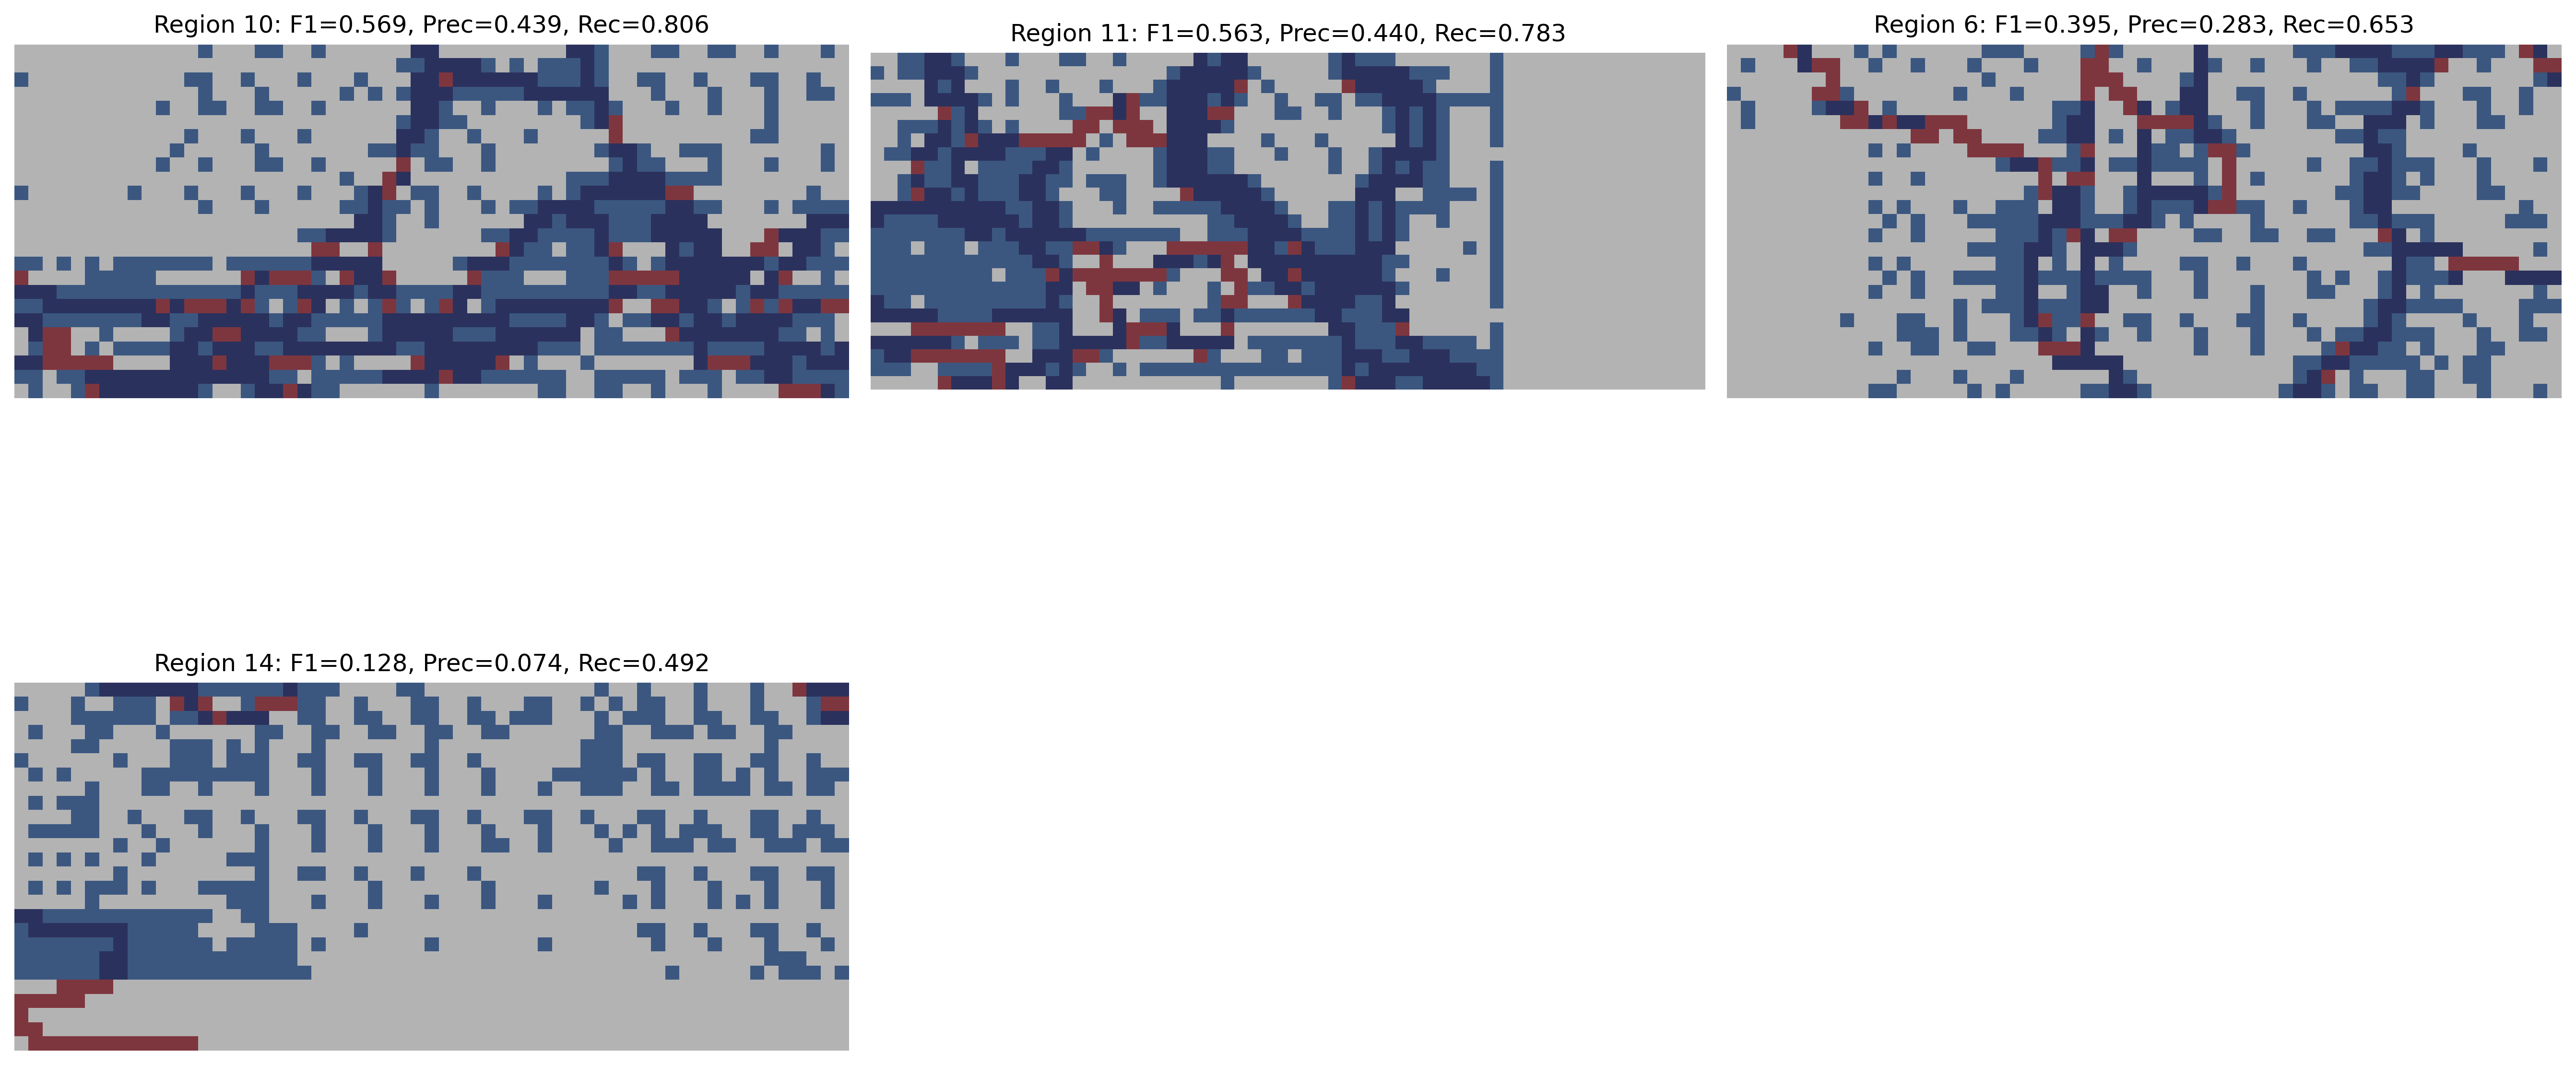 Region 10: F1=0.569, Prec=0.439, Rec=0.806
Region 11: F1=0.563, Prec=0.440, Rec=0.783
Region 6: F1=0.395, Prec=0.283, Rec=0.653
Region 14: F1=0.128, Prec=0.074, Rec=0.492